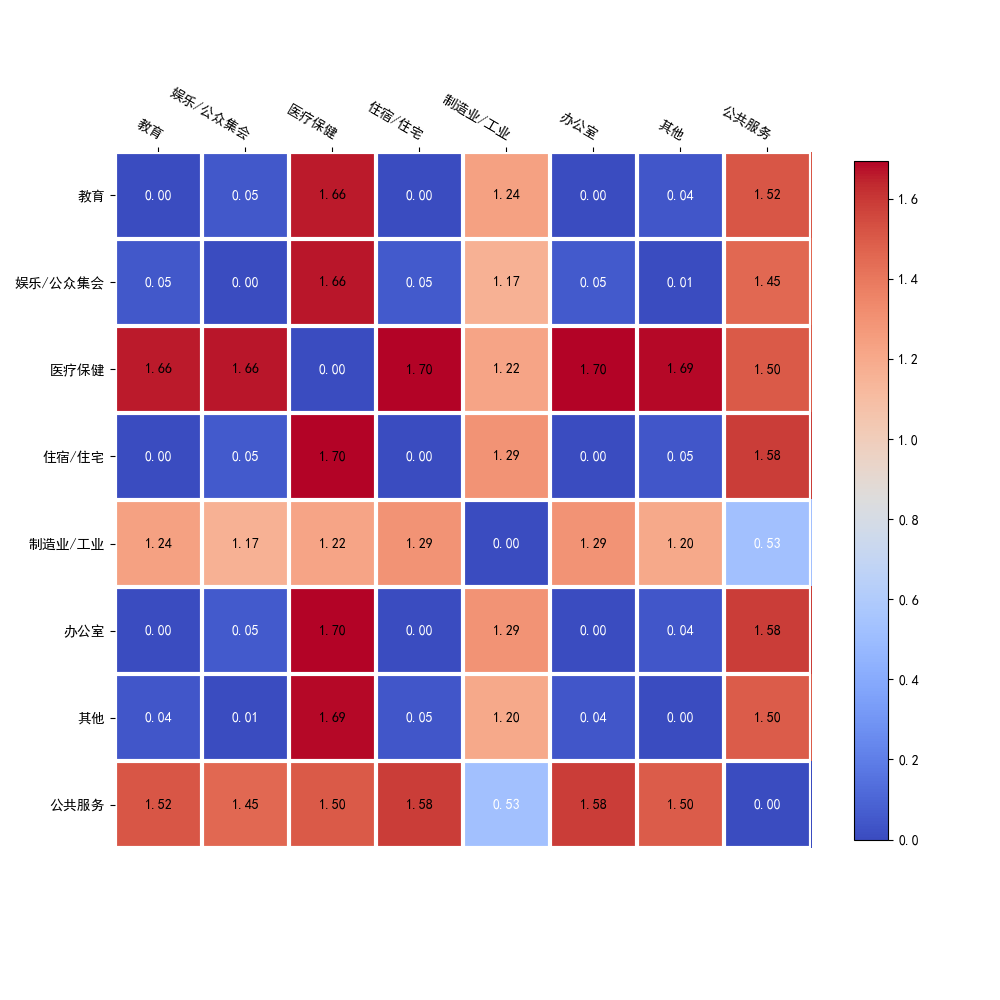 教育 娱乐/公众集会 医疗保健 住宿/住宅 制造业/工业 办公室 其他 公共服务
教育 0.00 0.05 1.66 0.00 1.24 0.00 0.04 1.52
娱乐/公众集会 0.05 0.00 1.66 0.05 1.17 0.05 0.01 1.45
医疗保健 1.66 1.66 0.00 1.70 1.22 1.70 1.69 1.50
住宿/住宅 0.00 0.05 1.70 0.00 1.29 0.00 0.05 1.58
制造业/工业 1.24 1.17 1.22 1.29 0.00 1.29 1.20 0.53
办公室 0.00 0.05 1.70 0.00 1.29 0.00 0.04 1.58
其他 0.04 0.01 1.69 0.05 1.20 0.04 0.00 1.50
公共服务 1.52 1.45 1.50 1.58 0.53 1.58 1.50 0.00
1.6
1.4
1.2
1.0
0.8
0.6
0.4
0.2
0.0